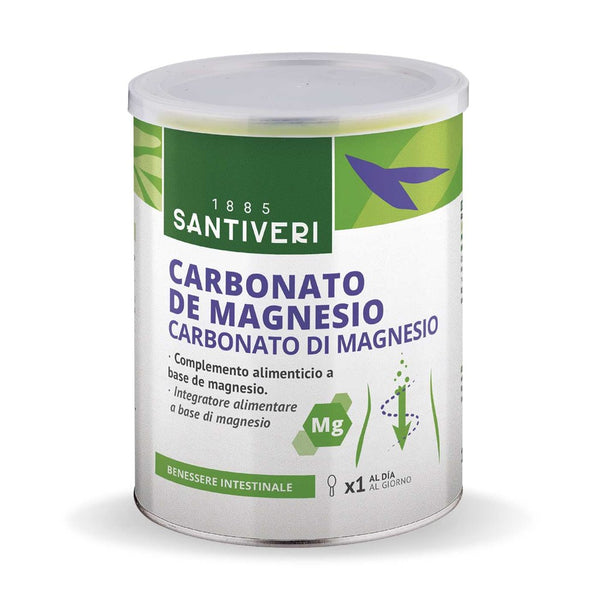 1885
SANTIVERI
CARBONATO
DE MAGNESIO
CARBONATO DI MAGNESIO
· Complemento alimenticio a
base de magnesio.
· Integratore alimentare
a base di magnesio
Mg
BENESSERE INTESTINALE
x1 AL DÍA
AL GIORNO